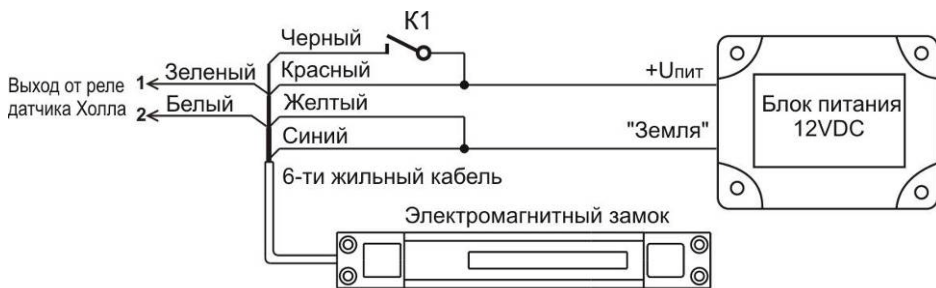 К1
Черный
Зеленый
Красный
+Uпит
Выход от реле 1
датчика Холла 2
Белый
Желтый
Синий
"Земля"
Блок питания
12VDC
6-ти жильный кабель
Электромагнитный замок